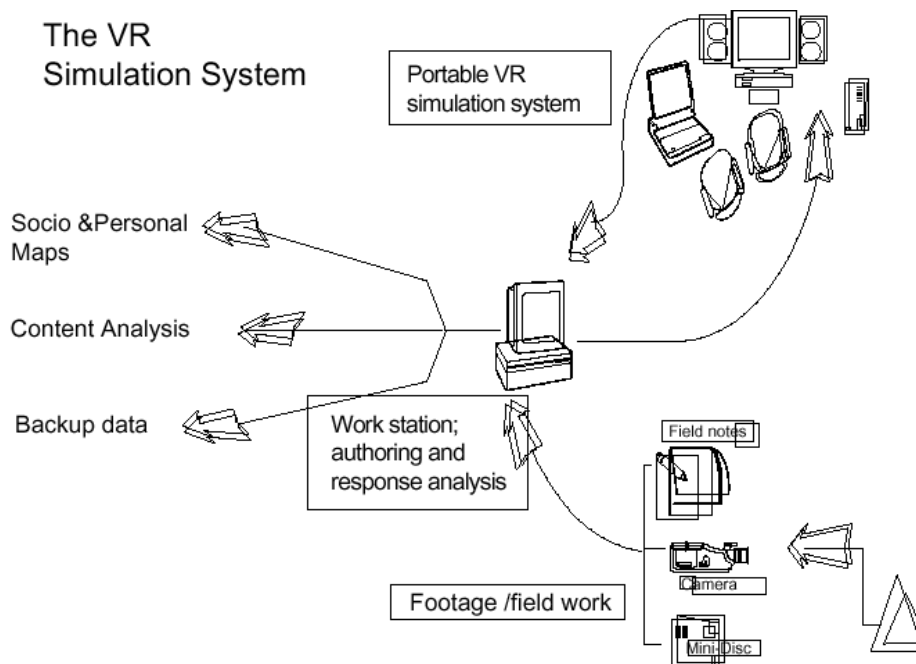 The VR
Simulation System
Portable VR
simulation system
Socio &Personal
Maps
Content Analysis
Backup data
Work station;
authoring and
response analysis
Field notes
Camera
Footage /field work
Mini-Disc